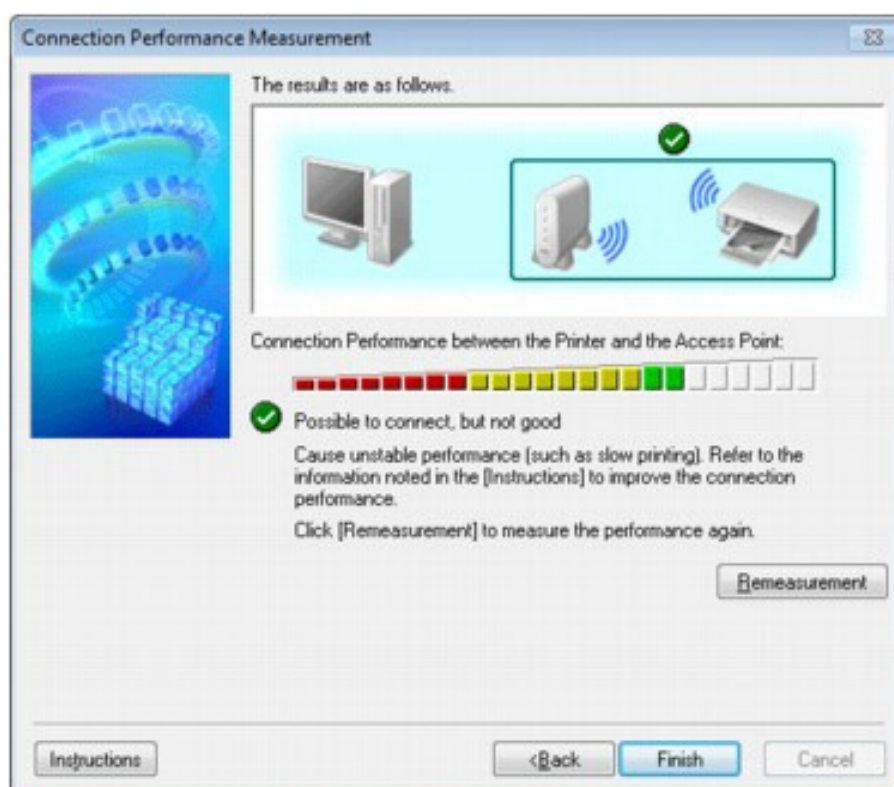 Connection Performance Measurement
The results are as follows.
Connection Performance between the Printer and the Access Point:
Possible to connect, but not good
Cause unstable performance (such as slow printing). Refer to the
information noted in the [Instructions] to improve the connection
performance.
Click [Remeasurement] to measure the performance again.
Remeasurement
Instructions
<Back
Finish
Cancel